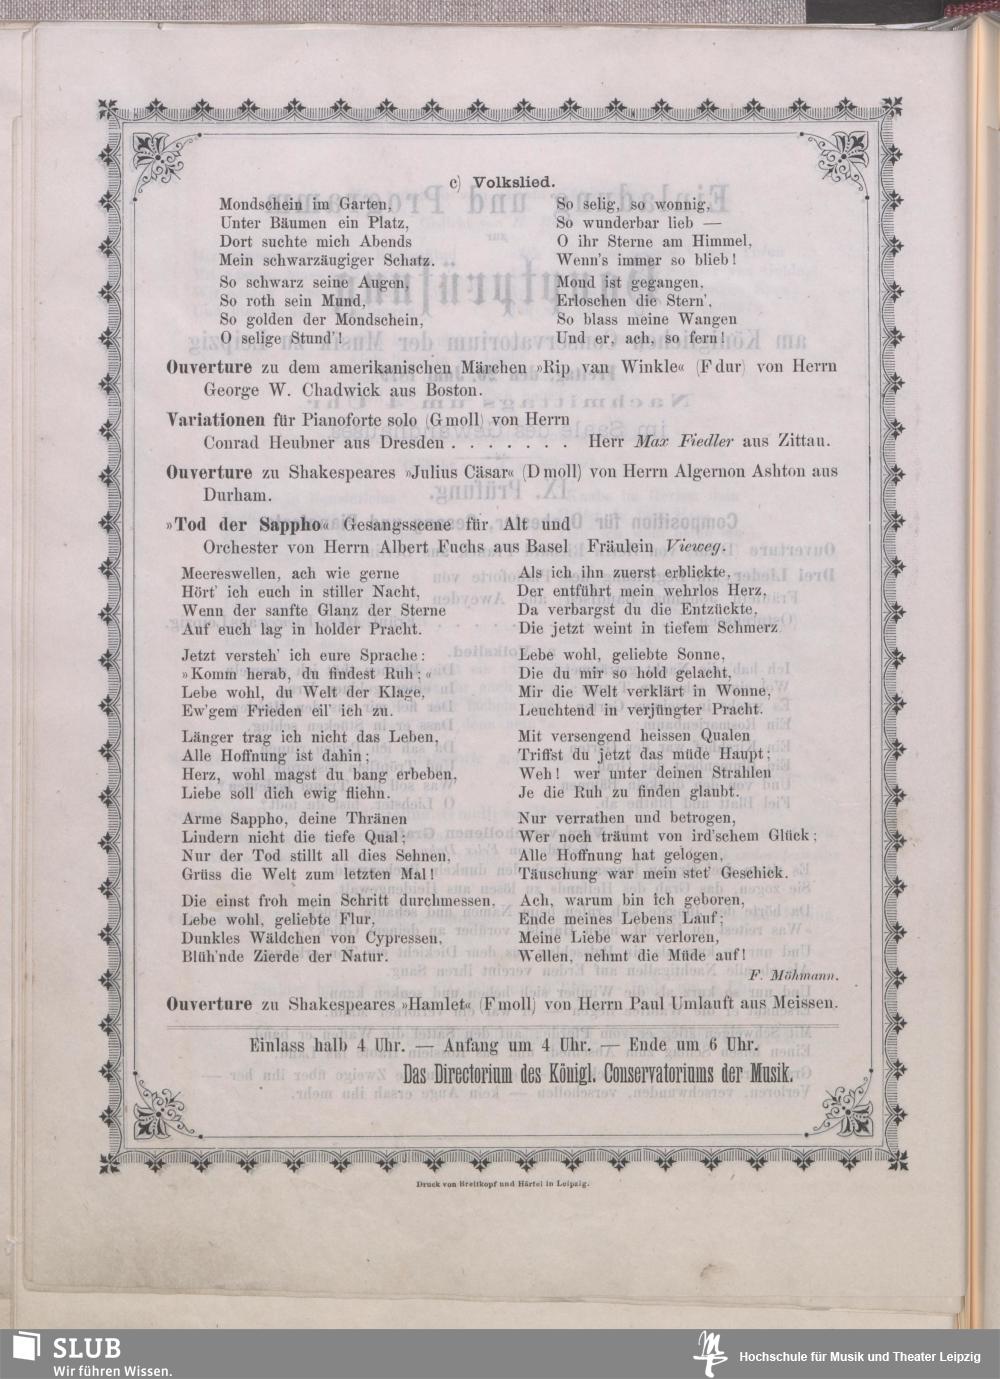 c) Volkslied.
Mondschein im Garten,
Unter Bäumen ein Platz,
Dort suchte mich Abends
Mein schwarzäugiger Schatz.
So schwarz seine Augen,
So roth sein Mund,
So golden der Mondschein,
O selige Stund'!
So selig, so wonnig,
So wunderbar lieb —
O ihr Sterne am Himmel,
Wenn's immer so blieb!
Mond ist gegangen,
Erloschen die Stern',
So blass meine Wangen
Und er, ach, so fern!
Ouverture zu dem amerikanischen Märchen »Rip van Winkle« (F dur) von Herrn
George W. Chadwick aus Boston.
Variationen für Pianoforte solo (G moll) von Herrn
Conrad Heubner aus Dresden . . . . . . . Herr Max Fiedler aus Zittau.
Ouverture zu Shakespeares »Julius Cäsar« (D moll) von Herrn Algernon Ashton aus
Durham.
»Tod der Sappho« Gesangsscene für Alt und
Orchester von Herrn Albert Fuchs aus Basel Fräulein Vieweg.
Meereswellen, ach wie gerne
Hört' ich euch in stiller Nacht,
Wenn der sanfte Glanz der Sterne
Auf euch lag in holder Pracht.
Jetzt versteh' ich eure Sprache:
»Komm herab, du findest Ruh;«
Lebe wohl, du Welt der Klage,
Ew'gem Frieden eil' ich zu.
Länger trag ich nicht das Leben,
Alle Hoffnung ist dahin;
Herz, wohl magst du bang erbeben,
Liebe soll dich ewig fliehn.
Arme Sappho, deine Thränen
Lindern nicht die tiefe Qual;
Nur der Tod stillt all dies Sehnen,
Grüss die Welt zum letzten Mal!
Die einst froh mein Schritt durchmessen,
Lebe wohl, geliebte Flur,
Dunkles Wäldchen von Cypressen,
Blüh'nde Zierde der Natur.
Als ich ihn zuerst erblickte,
Der entführt mein wehrlos Herz,
Da verbargst du die Entzückte,
Die jetzt weint in tiefem Schmerz.
Lebe wohl, geliebte Sonne,
Die du mir so hold gelacht,
Mir die Welt verklärt in Wonne,
Leuchtend in verjüngter Pracht.
Mit versengend heissen Qualen
Triffst du jetzt das müde Haupt;
Weh! wer unter deinen Strahlen
Je die Ruh zu finden glaubt.
Nur verrathen und betrogen,
Wer noch träumt von ird'schem Glück;
Alle Hoffnung hat gelogen,
Täuschung war mein stet' Geschick.
Ach, warum bin ich geboren,
Ende meines Lebens Lauf;
Meine Liebe war verloren,
Wellen, nehmt die Müde auf!
F. Möhmann.
Ouverture zu Shakespeares »Hamlet« (F moll) von Herrn Paul Umlauft aus Meissen.
Einlass halb 4 Uhr. — Anfang um 4 Uhr. — Ende um 6 Uhr.
Das Directorium des Königl. Conservatoriums der Musik.
Druck von Breitkopf und Härtel in Leipzig.
SLUB
Wir führen Wissen.
Hochschule für Musik und Theater Leipzig